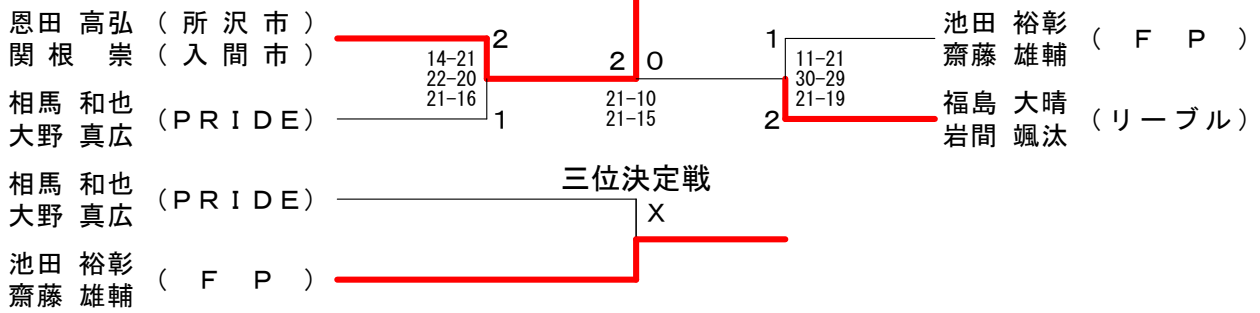 恩田 高弘 （ 所 沢 市 ）
関根 崇 （ 入 間 市 ）
2
14-21
22-20
21-16
相馬 和也
大野 真広
（ＰＲＩＤＥ）
1
2 0
21-10
21-15
1
11-21
30-29
21-19
2
池田 裕彰
齋藤 雄輔
（ Ｆ Ｐ ）
福島 大晴
岩間 颯汰
（リーブル）
三位決定戦
相馬 和也
大野 真広
（ＰＲＩＤＥ）
X
池田 裕彰
齋藤 雄輔
（ Ｆ Ｐ ）